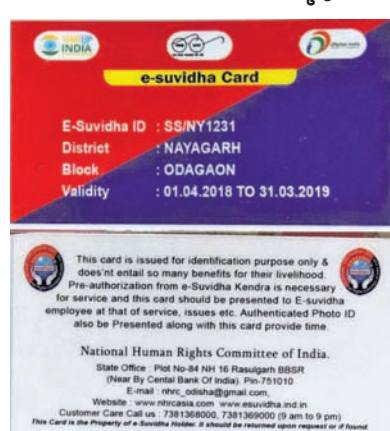 INDIA
Digital India
e-suvidha Card
E-Suvidha ID : SS/NY1231
District : NAYAGARH
Block : ODAGAON
Validity : 01.04.2018 TO 31.03.2019
This card is issued for identification purpose only &
does'nt entail so many benefits for their livelihood.
Pre-authorization from e-Suvidha Kendra is necessary
for service and this card should be presented to E-suvidha
employee at that of service, issues etc. Authenticated Photo ID
also be Presented along with this card provide time.
National Human Rights Committee of India.
State Office : Plot No-84 NH 16 Rasulgarh BBSR
(Near By Cental Bank Of India). Pin-751010
E-mail : nhrc_odisha@gmail.com,
Website : www.nhrcasia.com www.esuvidha.ind.in
Customer Care Call us : 7381368000, 7381369000 (9 am to 9 pm)
This Card is the Property of e-Suvidha Holder. It should be returned upon request or if found